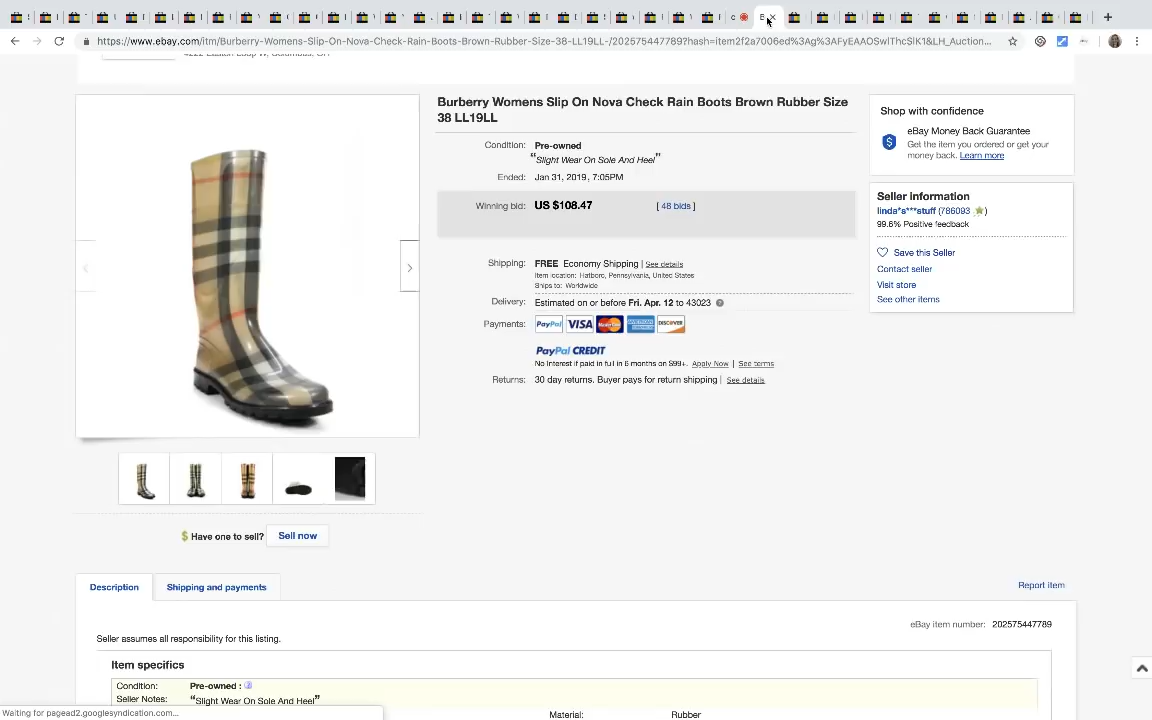 https://www.ebay.com/itm/Burberry-Womens-Slip-On-Nova-Check-Rain-Boots-Brown-Rubber-Size-38-LL19LL-/202575447789?hash=item2f2a7006ed%3Ag%3AFyEAAOSwlThcSlK1&LH_Auction...
Burberry Womens Slip On Nova Check Rain Boots Brown Rubber Size
38 LL19LL
Condition: Pre-owned
"Slight Wear On Sole And Heel"
Ended: Jan 31, 2019, 7:05PM
Winning bid: US $108.47 [ 48 bids ]
Shipping: FREE Economy Shipping | See details
Item location: Hatboro, Pennsylvania, United States
Ships to: Worldwide
Delivery: Estimated on or before Fri. Apr. 12 to 43023
Payments: PayPal VISA MasterCard AMERICAN EXPRESS DISCOVER
PayPal CREDIT
No Interest if paid in full in 6 months on $99+. Apply Now | See terms
Returns: 30 day returns. Buyer pays for return shipping | See details
Shop with confidence
eBay Money Back Guarantee
Get the item you ordered or get your
money back. Learn more
Seller information
linda*s***stuff (786093)
99.6% Positive feedback
Save this Seller
Contact seller
Visit store
See other items
$ Have one to sell? Sell now
Description Shipping and payments
Report item
eBay item number: 202575447789
Seller assumes all responsibility for this listing.
Item specifics
Condition: Pre-owned :
Seller Notes: "Slight Wear On Sole And Heel"
Material: Rubber
Waiting for pagead2.googlesyndication.com...